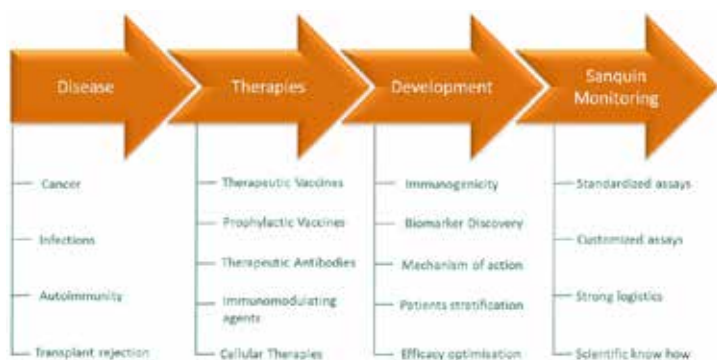 Disease
Therapies
Development
Sanquin
Monitoring
Cancer
Infections
Autoimmunity
Transplant rejection
Therapeutic Vaccines
Prophylactic Vaccines
Therapeutic Antibodies
Immunomodulating
agents
Cellular Therapies
Immunogenicity
Biomarker Discovery
Mechanism of action
Patients stratification
Efficacy optimisation
Standardized assays
Customized assays
Strong logistics
Scientific know how